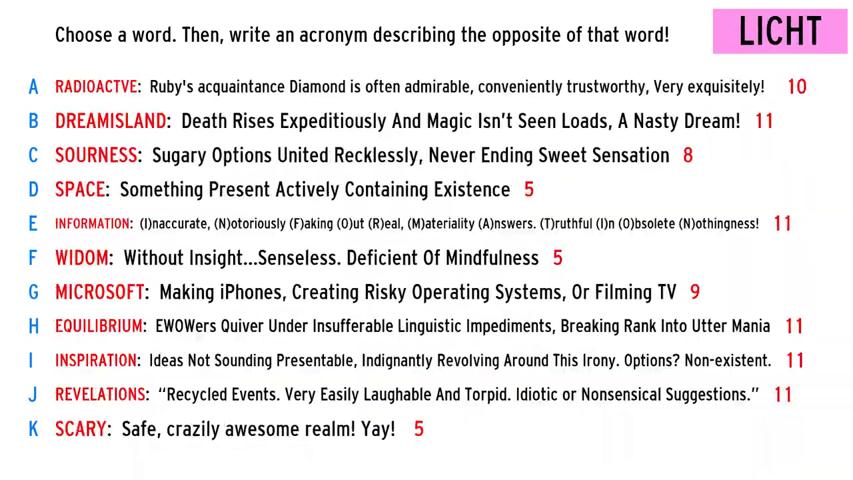 Choose a word. Then, write an acronym describing the opposite of that word!
LICHT
A RADIOACTVE: Ruby's acquaintance Diamond is often admirable, conveniently trustworthy, Very exquisitely! 10
B DREAMISLAND: Death Rises Expeditiously And Magic Isn't Seen Loads, A Nasty Dream! 11
C SOURNESS: Sugary Options United Recklessly, Never Ending Sweet Sensation 8
D SPACE: Something Present Actively Containing Existence 5
E INFORMATION: (I)naccurate, (N)otoriously (F)aking (O)ut (R)eal, (M)ateriality (A)nswers. (T)ruthful (I)n (O)bsolete (N)othingness! 11
F WIDOM: Without Insight...Senseless. Deficient Of Mindfulness 5
G MICROSOFT: Making iPhones, Creating Risky Operating Systems, Or Filming TV 9
H EQUILIBRIUM: EWOWers Quiver Under Insufferable Linguistic Impediments, Breaking Rank Into Utter Mania 11
I INSPIRATION: Ideas Not Sounding Presentable, Indignantly Revolving Around This Irony. Options? Non-existent. 11
J REVELATIONS: “Recycled Events. Very Easily Laughable And Torpid. Idiotic or Nonsensical Suggestions.” 11
K SCARY: Safe, crazily awesome realm! Yay! 5